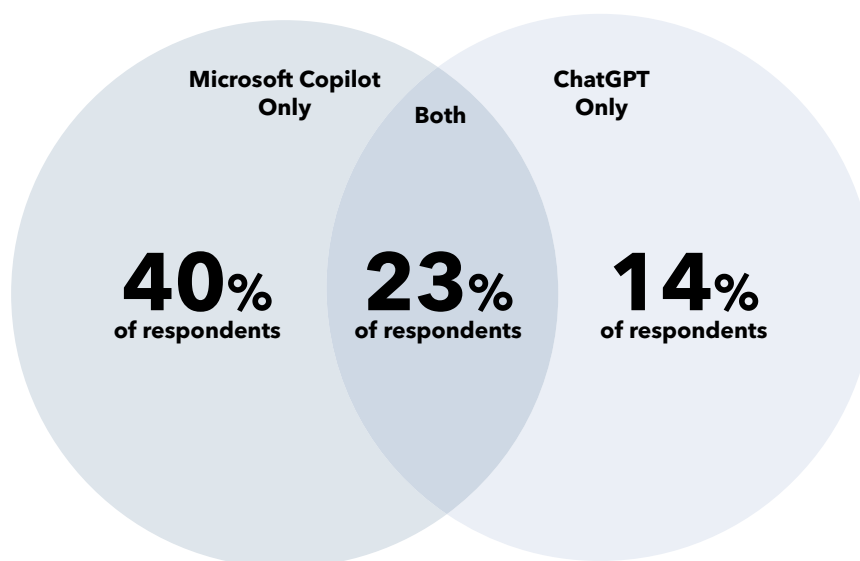 Microsoft Copilot
Only
40%
of respondents
Both
23%
of respondents
ChatGPT
Only
14%
of respondents